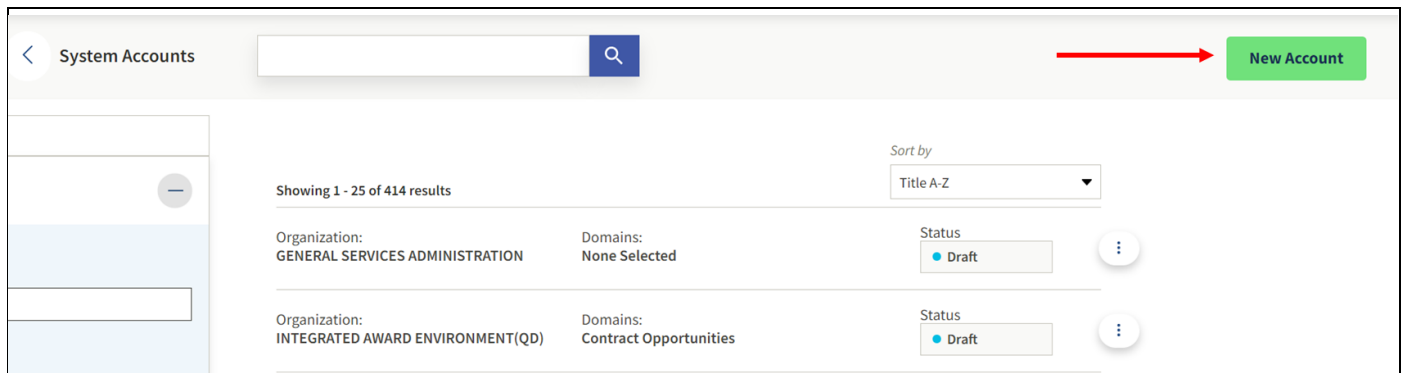 System Accounts
New Account
Sort by
Title A-Z
Showing 1 - 25 of 414 results
Organization:
GENERAL SERVICES ADMINISTRATION
Domains:
None Selected
Status
Draft
Organization:
INTEGRATED AWARD ENVIRONMENT(QD)
Domains:
Contract Opportunities
Status
Draft